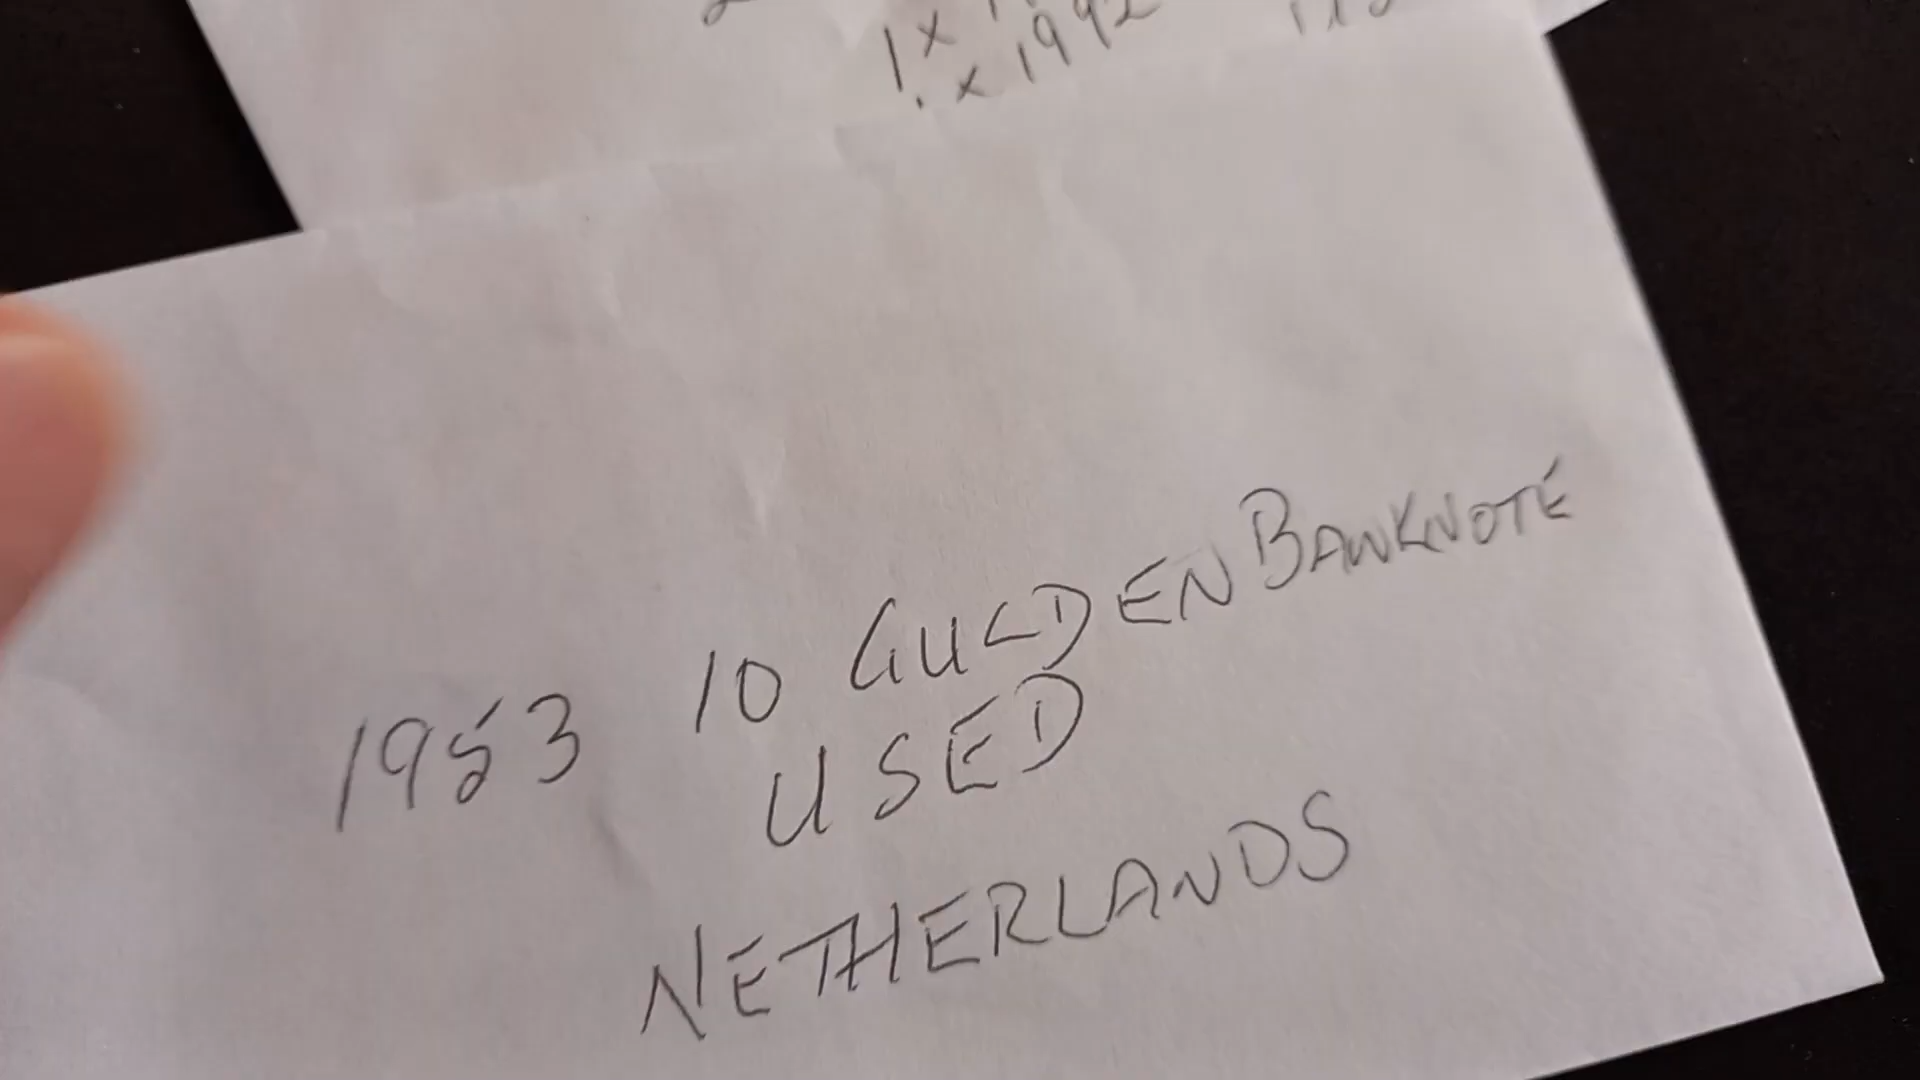 1x
x 1992
1953 10 GULDEN BANKNOTE
USED
NETHERLANDS